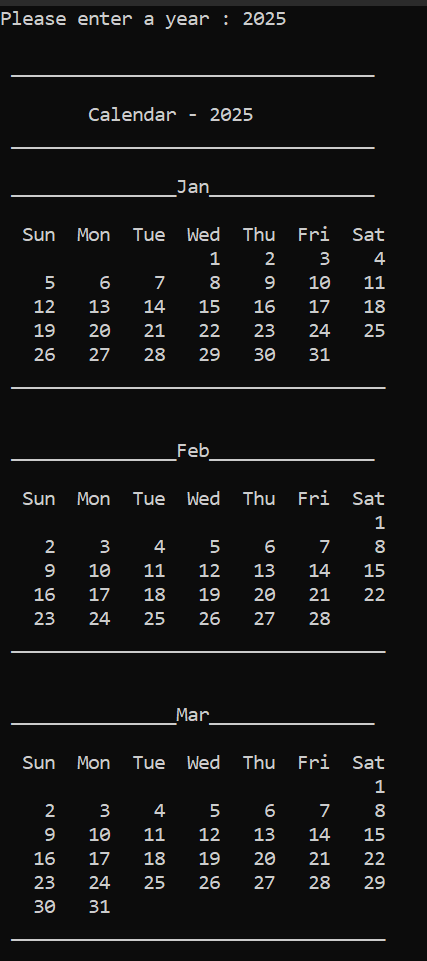 Please enter a year : 2025
_________________________________
Calendar - 2025
_________________________________
_______________Jan_______________
Sun  Mon  Tue  Wed  Thu  Fri  Sat
                 1    2    3    4
  5    6    7    8    9   10   11
 12   13   14   15   16   17   18
 19   20   21   22   23   24   25
 26   27   28   29   30   31
__________________________________
_______________Feb_______________
Sun  Mon  Tue  Wed  Thu  Fri  Sat
                                1
  2    3    4    5    6    7    8
  9   10   11   12   13   14   15
 16   17   18   19   20   21   22
 23   24   25   26   27   28
__________________________________
_______________Mar_______________
Sun  Mon  Tue  Wed  Thu  Fri  Sat
                                1
  2    3    4    5    6    7    8
  9   10   11   12   13   14   15
 16   17   18   19   20   21   22
 23   24   25   26   27   28   29
 30   31
__________________________________